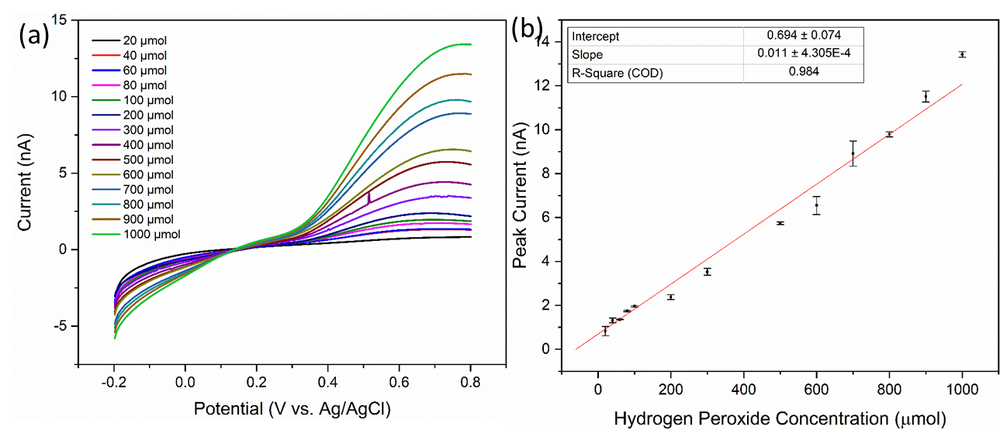 (a)
15
10
5
0
-5
-0.2 0.0 0.2 0.4 0.6 0.8
Current (nA)
Potential (V vs. Ag/AgCl)
20 µmol
40 µmol
60 µmol
80 µmol
100 µmol
200 µmol
300 µmol
400 µmol
500 µmol
600 µmol
700 µmol
800 µmol
900 µmol
1000 µmol
(b)
14
12
10
8
6
4
2
0
0 200 400 600 800 1000
Peak Current (nA)
Hydrogen Peroxide Concentration (µmol)
Intercept 0.694 ± 0.074
Slope 0.011 ± 4.305E-4
R-Square (COD) 0.984